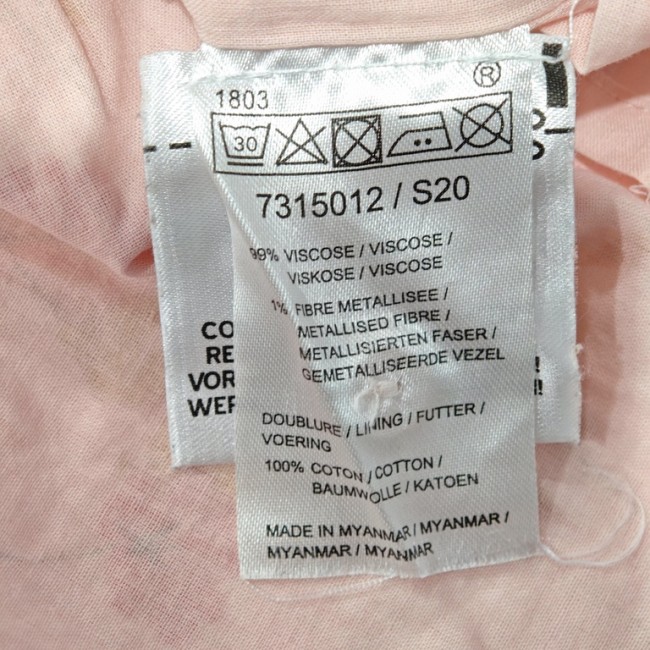 ®
1803
30
7315012 / S20
99% VISCOSE / VISCOSE /
VISKOSE / VISCOSE
1% FIBRE METALLISEE /
METALLISED FIBRE /
METALLISIERTEN FASER /
GEMETALLISEERDE VEZEL
DOUBLURE / LINING / FUTTER /
VOERING
100% COTON / COTTON /
BAUMWOLLE / KATOEN
MADE IN MYANMAR / MYANMAR /
MYANMAR / MYANMAR
CO
RE
VOR
WER